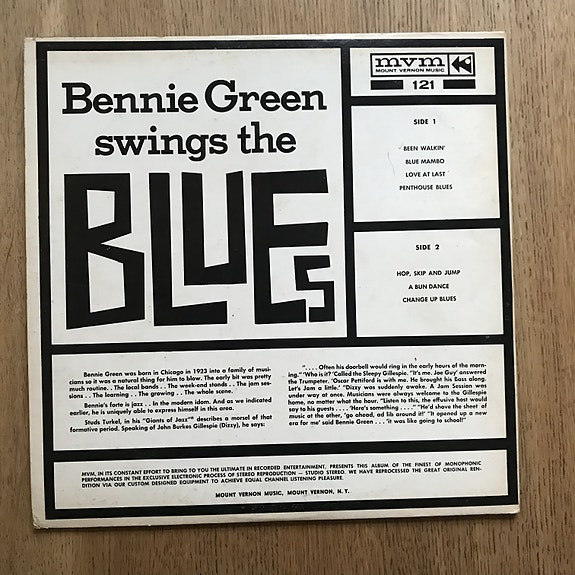 Bennie Green
swings the
BLUES
mvm
MOUNT VERNON MUSIC
121
SIDE 1
BEEN WALKIN'
BLUE MAMBO
LOVE AT LAST
PENTHOUSE BLUES
SIDE 2
HOP, SKIP AND JUMP
A BUN DANCE
CHANGE UP BLUES
Bennie Green was born in Chicago in 1923 into a family of musi-
cians so it was a natural thing for him to blow. The early bit was pretty
much routine. . The local bands . . The week-end stands . . The jam ses-
sions . . The learning . . The growing . . The whole scene.
Bennie's forte is jazz . . In the modern idom. And as we indicated
earlier, he is uniquely able to express himself in this area.
Studs Turkel, in his "Giants of Jazz" describes a morsel of that
formative period. Speaking of John Burkes Gillespie (Dizzy), he says:
". . . . Often his doorbell would ring in the early hours of the morn-
ing." 'Who is it? 'Called the Sleepy Gillespie. "It's me. Joe Guy' answered
the Trumpeter. 'Oscar Pettiford is with me. He brought his Bass along.
Let's Jam a little.' "Dizzy was suddenly awake. A Jam Session was
under way at once. Musicians were always welcome to the Gillespie
home, no matter what the hour. "Listen to this, the effusive host would
say to his guests . . . . 'Here's something . . . .' "'He'd shove the sheet of
music at the other, 'go ahead, ad lib around it!' "It opened up a new
era for me' said Bennie Green . . . 'it was like going to school!'
MVM, IN ITS CONSTANT EFFORT TO BRING TO YOU THE ULTIMATE IN RECORDED ENTERTAINMENT, PRESENTS THIS ALBUM OF THE FINEST OF MONOPHONIC
PERFORMANCES IN THE EXCLUSIVE ELECTRONIC PROCESS OF STEREO REPRODUCTION — STUDIO STEREO. WE HAVE REPROCESSED THE GREAT ORIGINAL REN-
DITION VIA OUR CUSTOM DESIGNED EQUIPMENT TO ACHIEVE EQUAL CHANNEL LISTENING PLEASURE.
MOUNT VERNON MUSIC, MOUNT VERNON, N. Y.